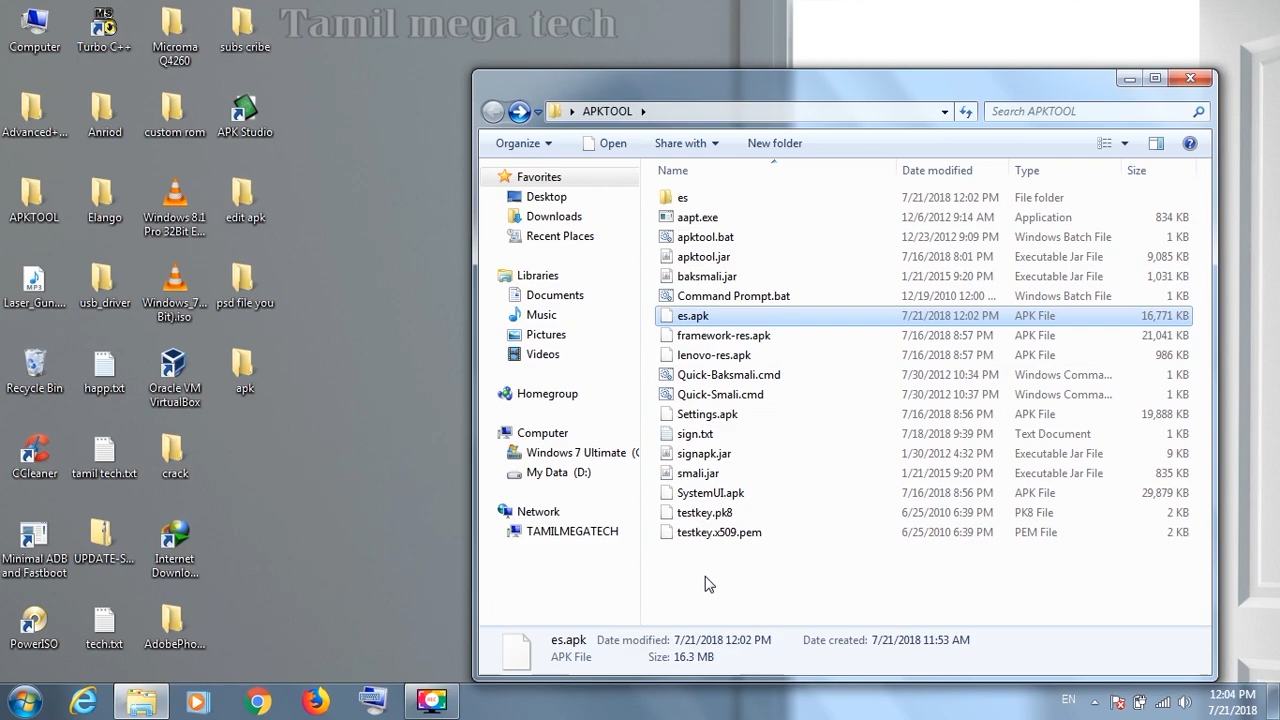 Tamil mega tech
Computer
Turbo C++
Microma
Q4260
subs cribe
Advanced+...
Anriod
custom rom
APK Studio
APKTOOL
Elango
Windows 8.1
Pro 32Bit E...
edit apk
Laser_Gun....
usb_driver
Windows_7...
Bit).iso
psd file you
Recycle Bin
happ.txt
Oracle VM
VirtualBox
apk
CCleaner
tamil tech.txt
crack
Minimal ADB
and Fastboot
UPDATE-S...
Internet
Downlo...
PowerISO
tech.txt
AdobePho...
APKTOOL
Search APKTOOL
Organize Open Share with New folder
Favorites
Desktop
Downloads
Recent Places
Libraries
Documents
Music
Pictures
Videos
Homegroup
Computer
Windows 7 Ultimate (
My Data (D:)
Network
TAMILMEGATECH
Name Date modified Type Size
es 7/21/2018 12:02 PM File folder
aapt.exe 12/6/2012 9:14 AM Application 834 KB
apktool.bat 12/23/2012 9:09 PM Windows Batch File 1 KB
apktool.jar 7/16/2018 8:01 PM Executable Jar File 9,085 KB
baksmali.jar 1/21/2015 9:20 PM Executable Jar File 1,031 KB
Command Prompt.bat 12/19/2010 12:00 ... Windows Batch File 1 KB
es.apk 7/21/2018 12:02 PM APK File 16,771 KB
framework-res.apk 7/16/2018 8:57 PM APK File 21,041 KB
lenovo-res.apk 7/16/2018 8:57 PM APK File 986 KB
Quick-Baksmali.cmd 7/30/2012 10:34 PM Windows Comma... 1 KB
Quick-Smali.cmd 7/30/2012 10:37 PM Windows Comma... 1 KB
Settings.apk 7/16/2018 8:56 PM APK File 19,888 KB
sign.txt 7/18/2018 9:39 PM Text Document 1 KB
signapk.jar 1/30/2012 4:32 PM Executable Jar File 9 KB
smali.jar 1/21/2015 9:20 PM Executable Jar File 835 KB
SystemUI.apk 7/16/2018 8:56 PM APK File 29,879 KB
testkey.pk8 6/25/2010 6:39 PM PK8 File 2 KB
testkey.x509.pem 6/25/2010 6:39 PM PEM File 2 KB
es.apk Date modified: 7/21/2018 12:02 PM Date created: 7/21/2018 11:53 AM
APK File Size: 16.3 MB
EN
12:04 PM
7/21/2018